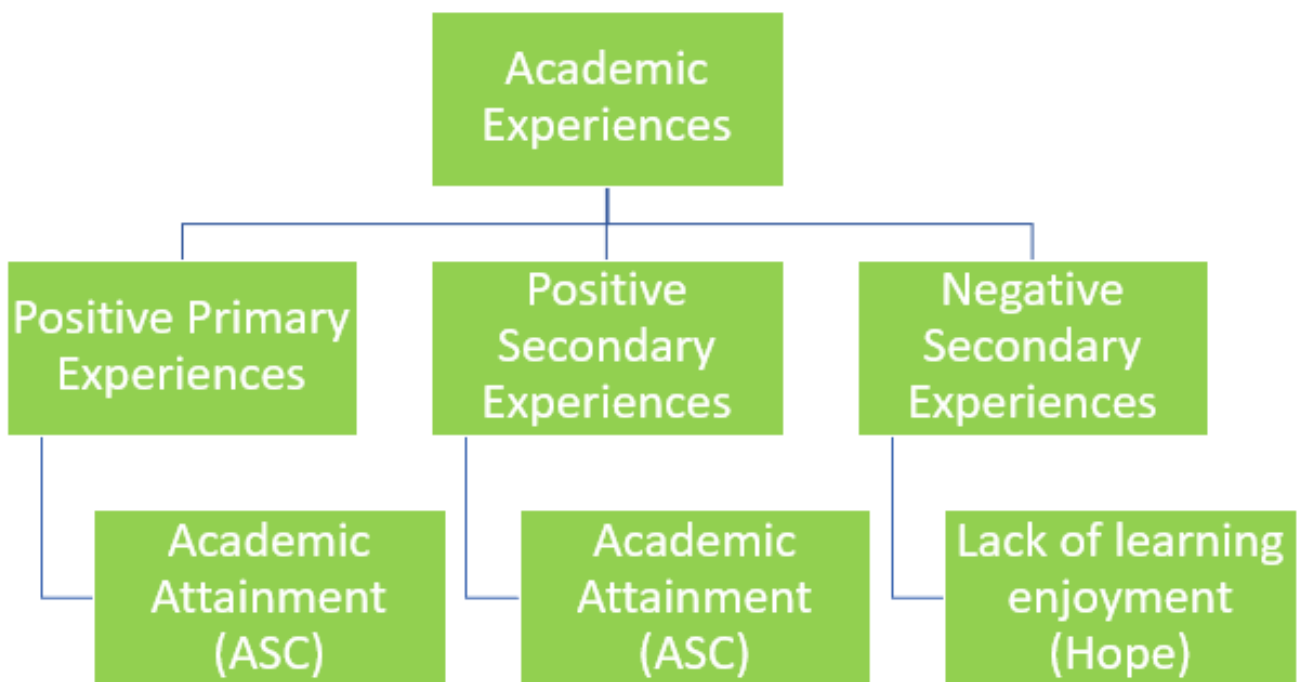 Academic
Experiences
Positive Primary
Experiences
Positive
Secondary
Experiences
Negative
Secondary
Experiences
Academic
Attainment
(ASC)
Academic
Attainment
(ASC)
Lack of learning
enjoyment
(Hope)